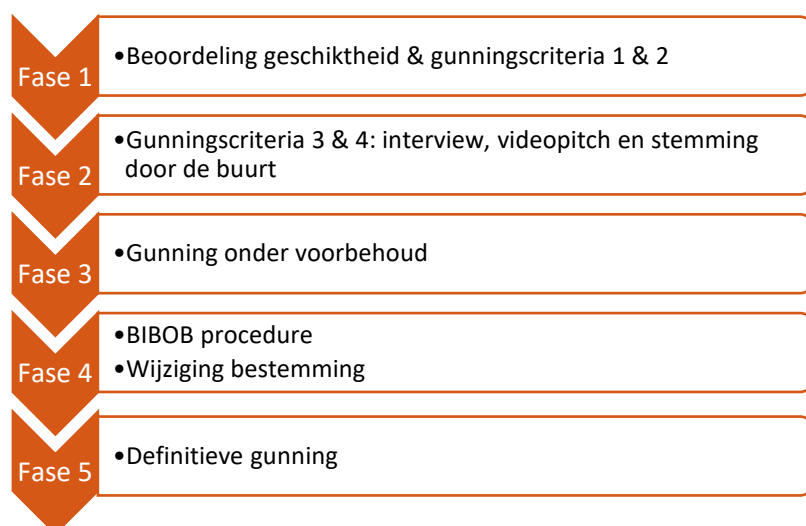 Fase 1
•Beoordeling geschiktheid & gunningscriteria 1 & 2
Fase 2
•Gunningscriteria 3 & 4: interview, videopitch en stemming
door de buurt
Fase 3
•Gunning onder voorbehoud
Fase 4
•BIBOB procedure
•Wijziging bestemming
Fase 5
•Definitieve gunning